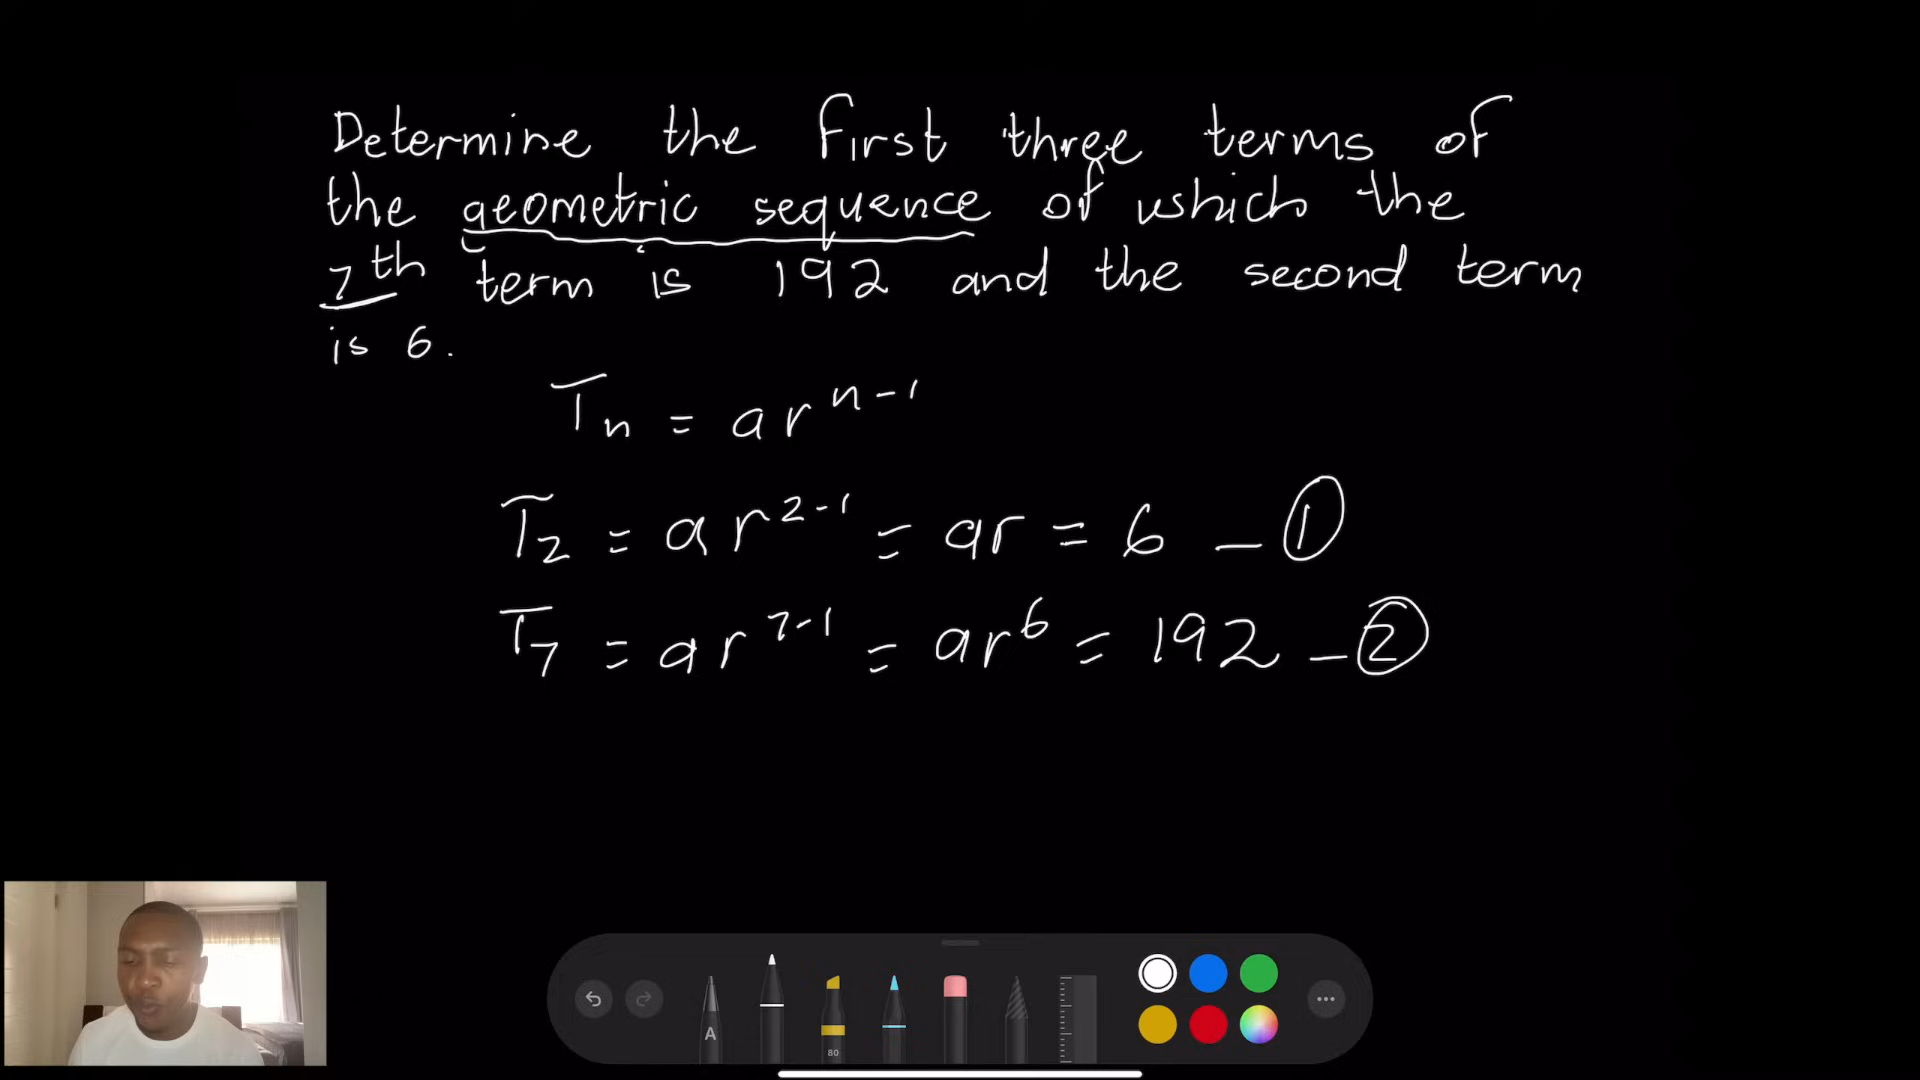 Determine the first three terms of
the geometric sequence of which the
7th term is 192 and the second term
is 6.
Tn = ar^n-1
T2 = ar^2-1 = ar = 6 - ①
T7 = ar^7-1 = ar^6 = 192 - ②
A
80